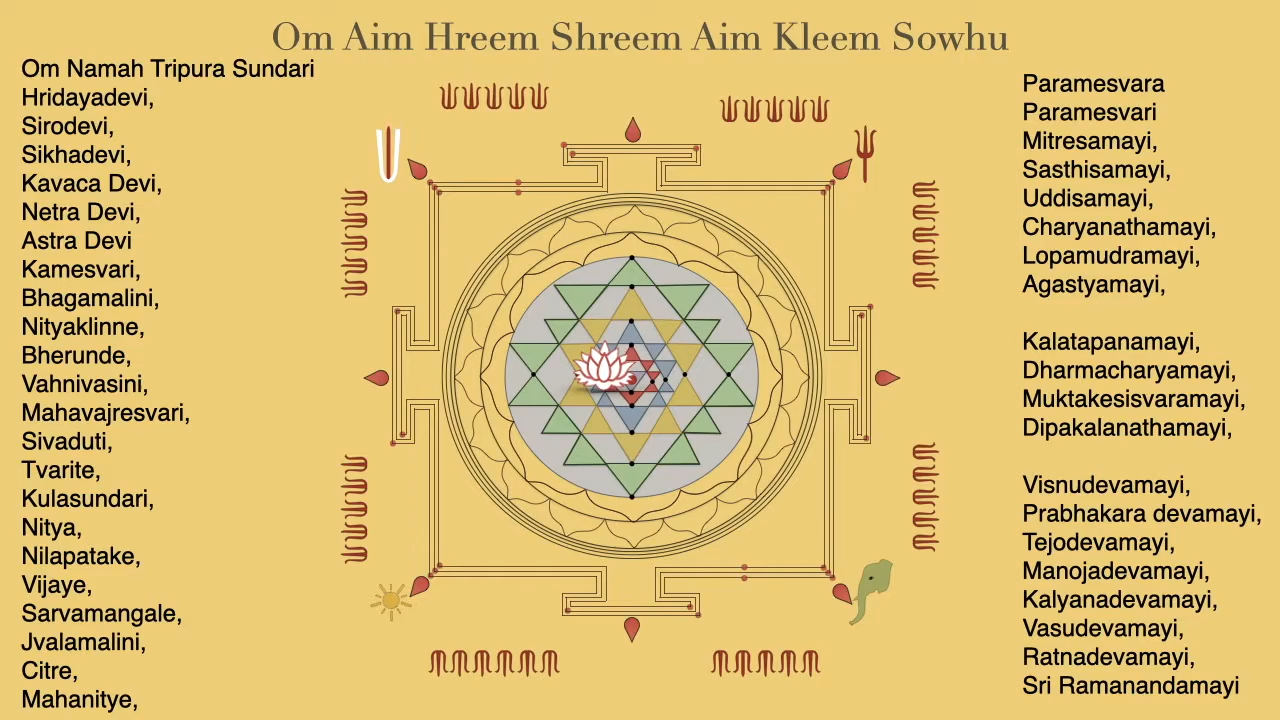 Om Aim Hreem Shreem Aim Kleem Sowhu
Om Namah Tripura Sundari
Hridayadevi,
Sirodevi,
Sikhadevi,
Kavaca Devi,
Netra Devi,
Astra Devi
Kamesvari,
Bhagamalini,
Nityaklinne,
Bherunde,
Vahnivasini,
Mahavajresvari,
Sivaduti,
Tvarite,
Kulasundari,
Nitya,
Nilapatake,
Vijaye,
Sarvamangale,
Jvalamalini,
Citre,
Mahanitye,
Paramesvara
Paramesvari
Mitresamayi,
Sasthisamayi,
Uddisamayi,
Charyanathamayi,
Lopamudramayi,
Agastyamayi,
Kalatapanamayi,
Dharmacharyamayi,
Muktakesisvaramayi,
Dipakalanathamayi,
Visnudevamayi,
Prabhakara devamayi,
Tejodevamayi,
Manojadevamayi,
Kalyanadevamayi,
Vasudevamayi,
Ratnadevamayi,
Sri Ramanandamayi